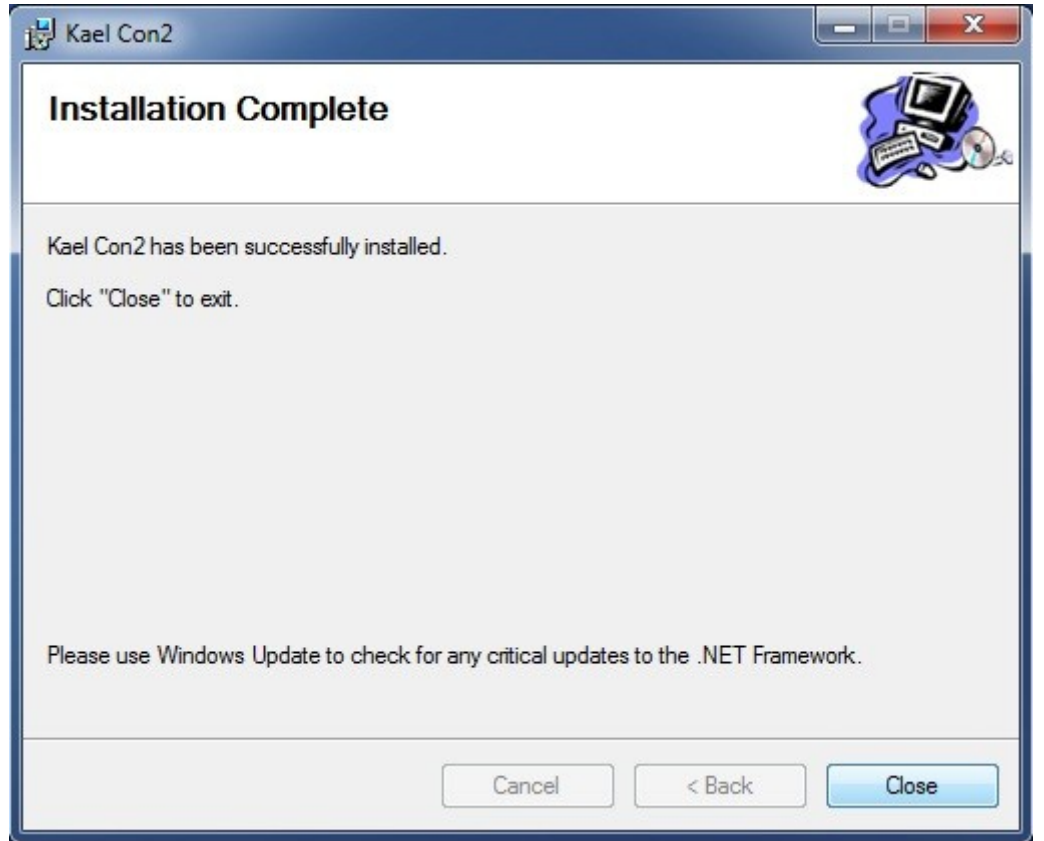 Kael Con2
Installation Complete
Kael Con2 has been successfully installed.
Click "Close" to exit.
Please use Windows Update to check for any critical updates to the .NET Framework.
Cancel
< Back
Close